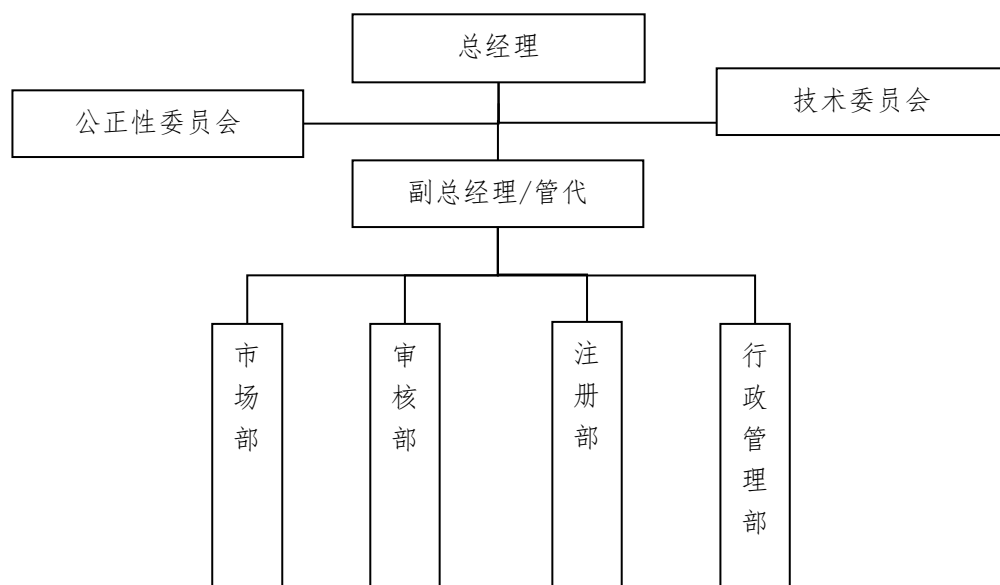 总经理
公正性委员会
技术委员会
副总经理/管代
市场部
审核部
注册部
行政管理部